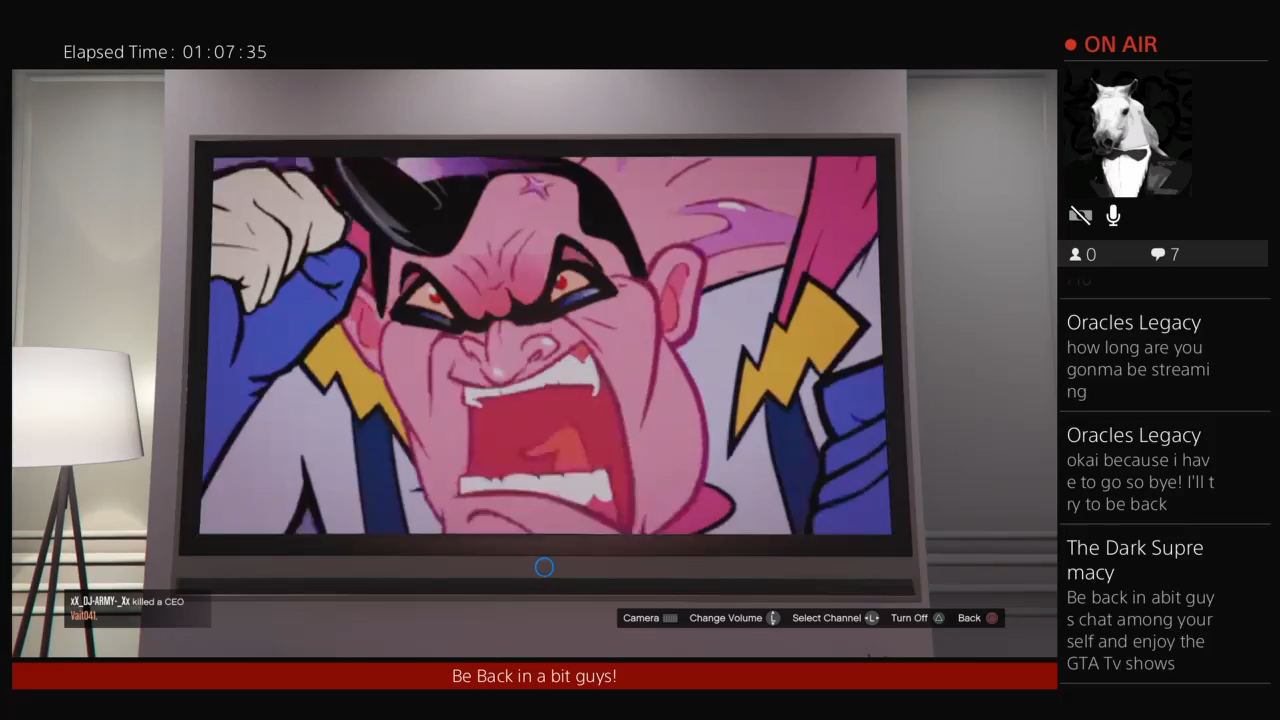 Elapsed Time: 01:07:35
ON AIR
0
7
Oracles Legacy
how long are you
gonma be streami
ng
Oracles Legacy
okai because i hav
e to go so bye! I'll t
ry to be back
The Dark Supre
macy
Be back in abit guy
s chat among your
self and enjoy the
GTA Tv shows
xX_DJ-ARMY-_Xx killed a CEO
Vait041.
Camera Change Volume L Select Channel L Turn Off Back
Be Back in a bit guys!